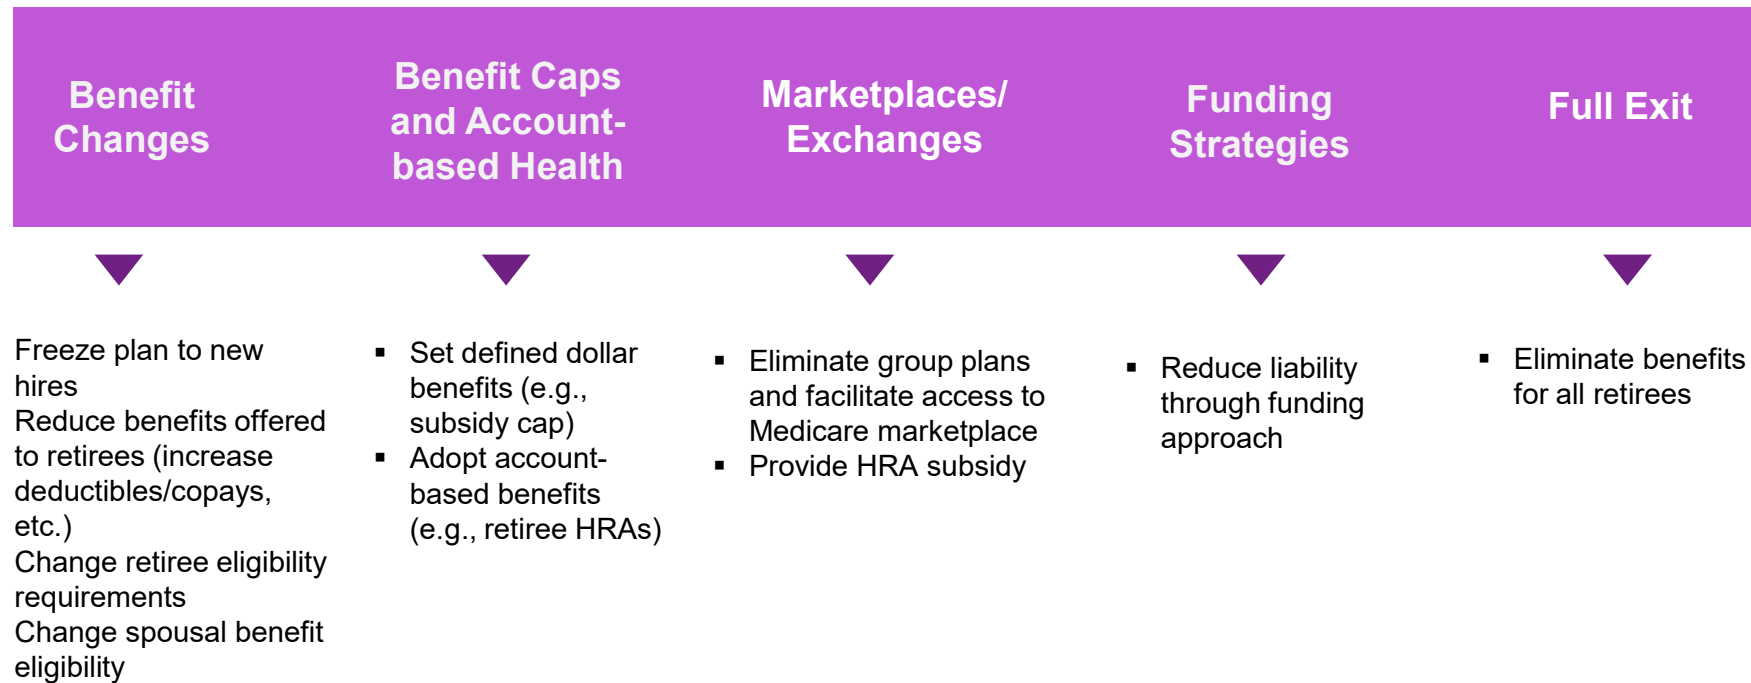 Benefit
Changes
Benefit Caps
and Account-
based Health
Marketplaces/
Exchanges
Funding
Strategies
Full Exit
Freeze plan to new
hires
Reduce benefits offered
to retirees (increase
deductibles/copays,
etc.)
Change retiree eligibility
requirements
Change spousal benefit
eligibility
▪ Set defined dollar
benefits (e.g.,
subsidy cap)
▪ Adopt account-
based benefits
(e.g., retiree HRAs)
▪ Eliminate group plans
and facilitate access to
Medicare marketplace
▪ Provide HRA subsidy
▪ Reduce liability
through funding
approach
▪ Eliminate benefits
for all retirees